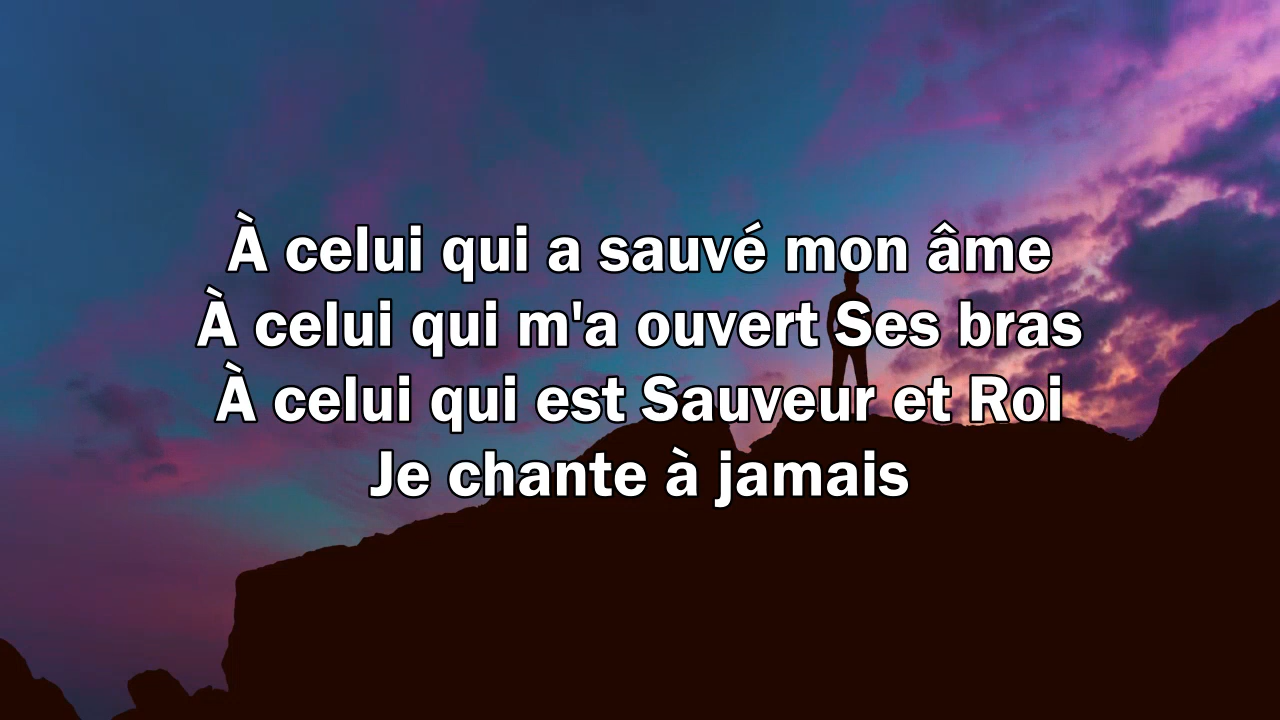 À celui qui a sauvé mon âme
À celui qui m'a ouvert Ses bras
À celui qui est Sauveur et Roi
Je chante à jamais